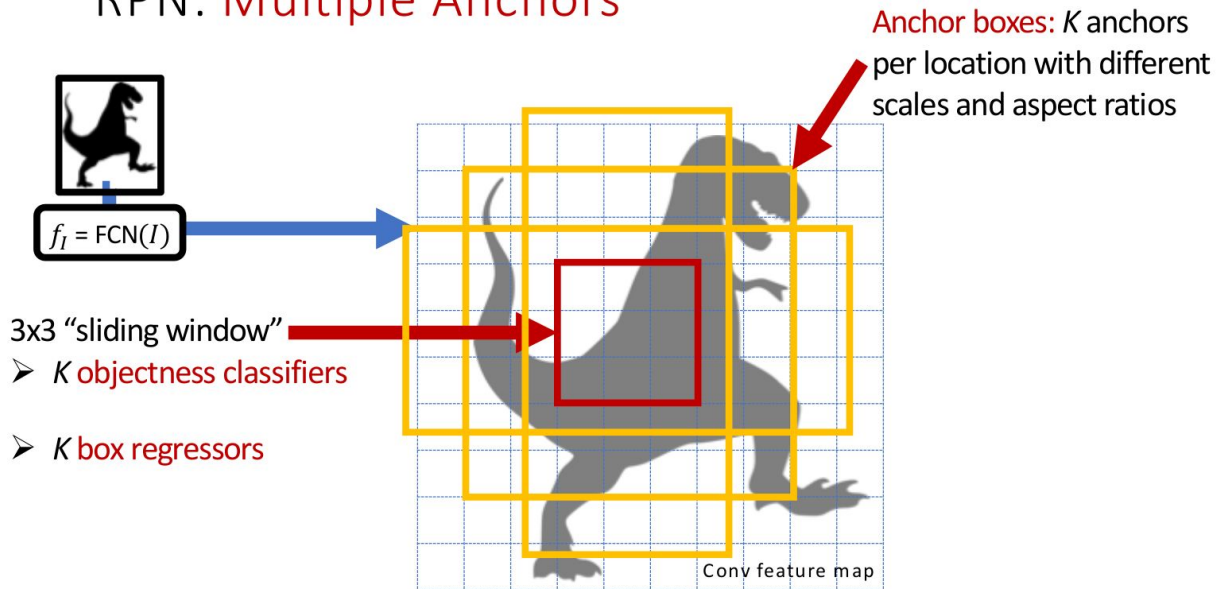 RPN: Multiple Anchors
Anchor boxes: K anchors
per location with different
scales and aspect ratios
f_I = FCN(I)
3x3 “sliding window”
➢ K objectness classifiers
➢ K box regressors
Conv feature map